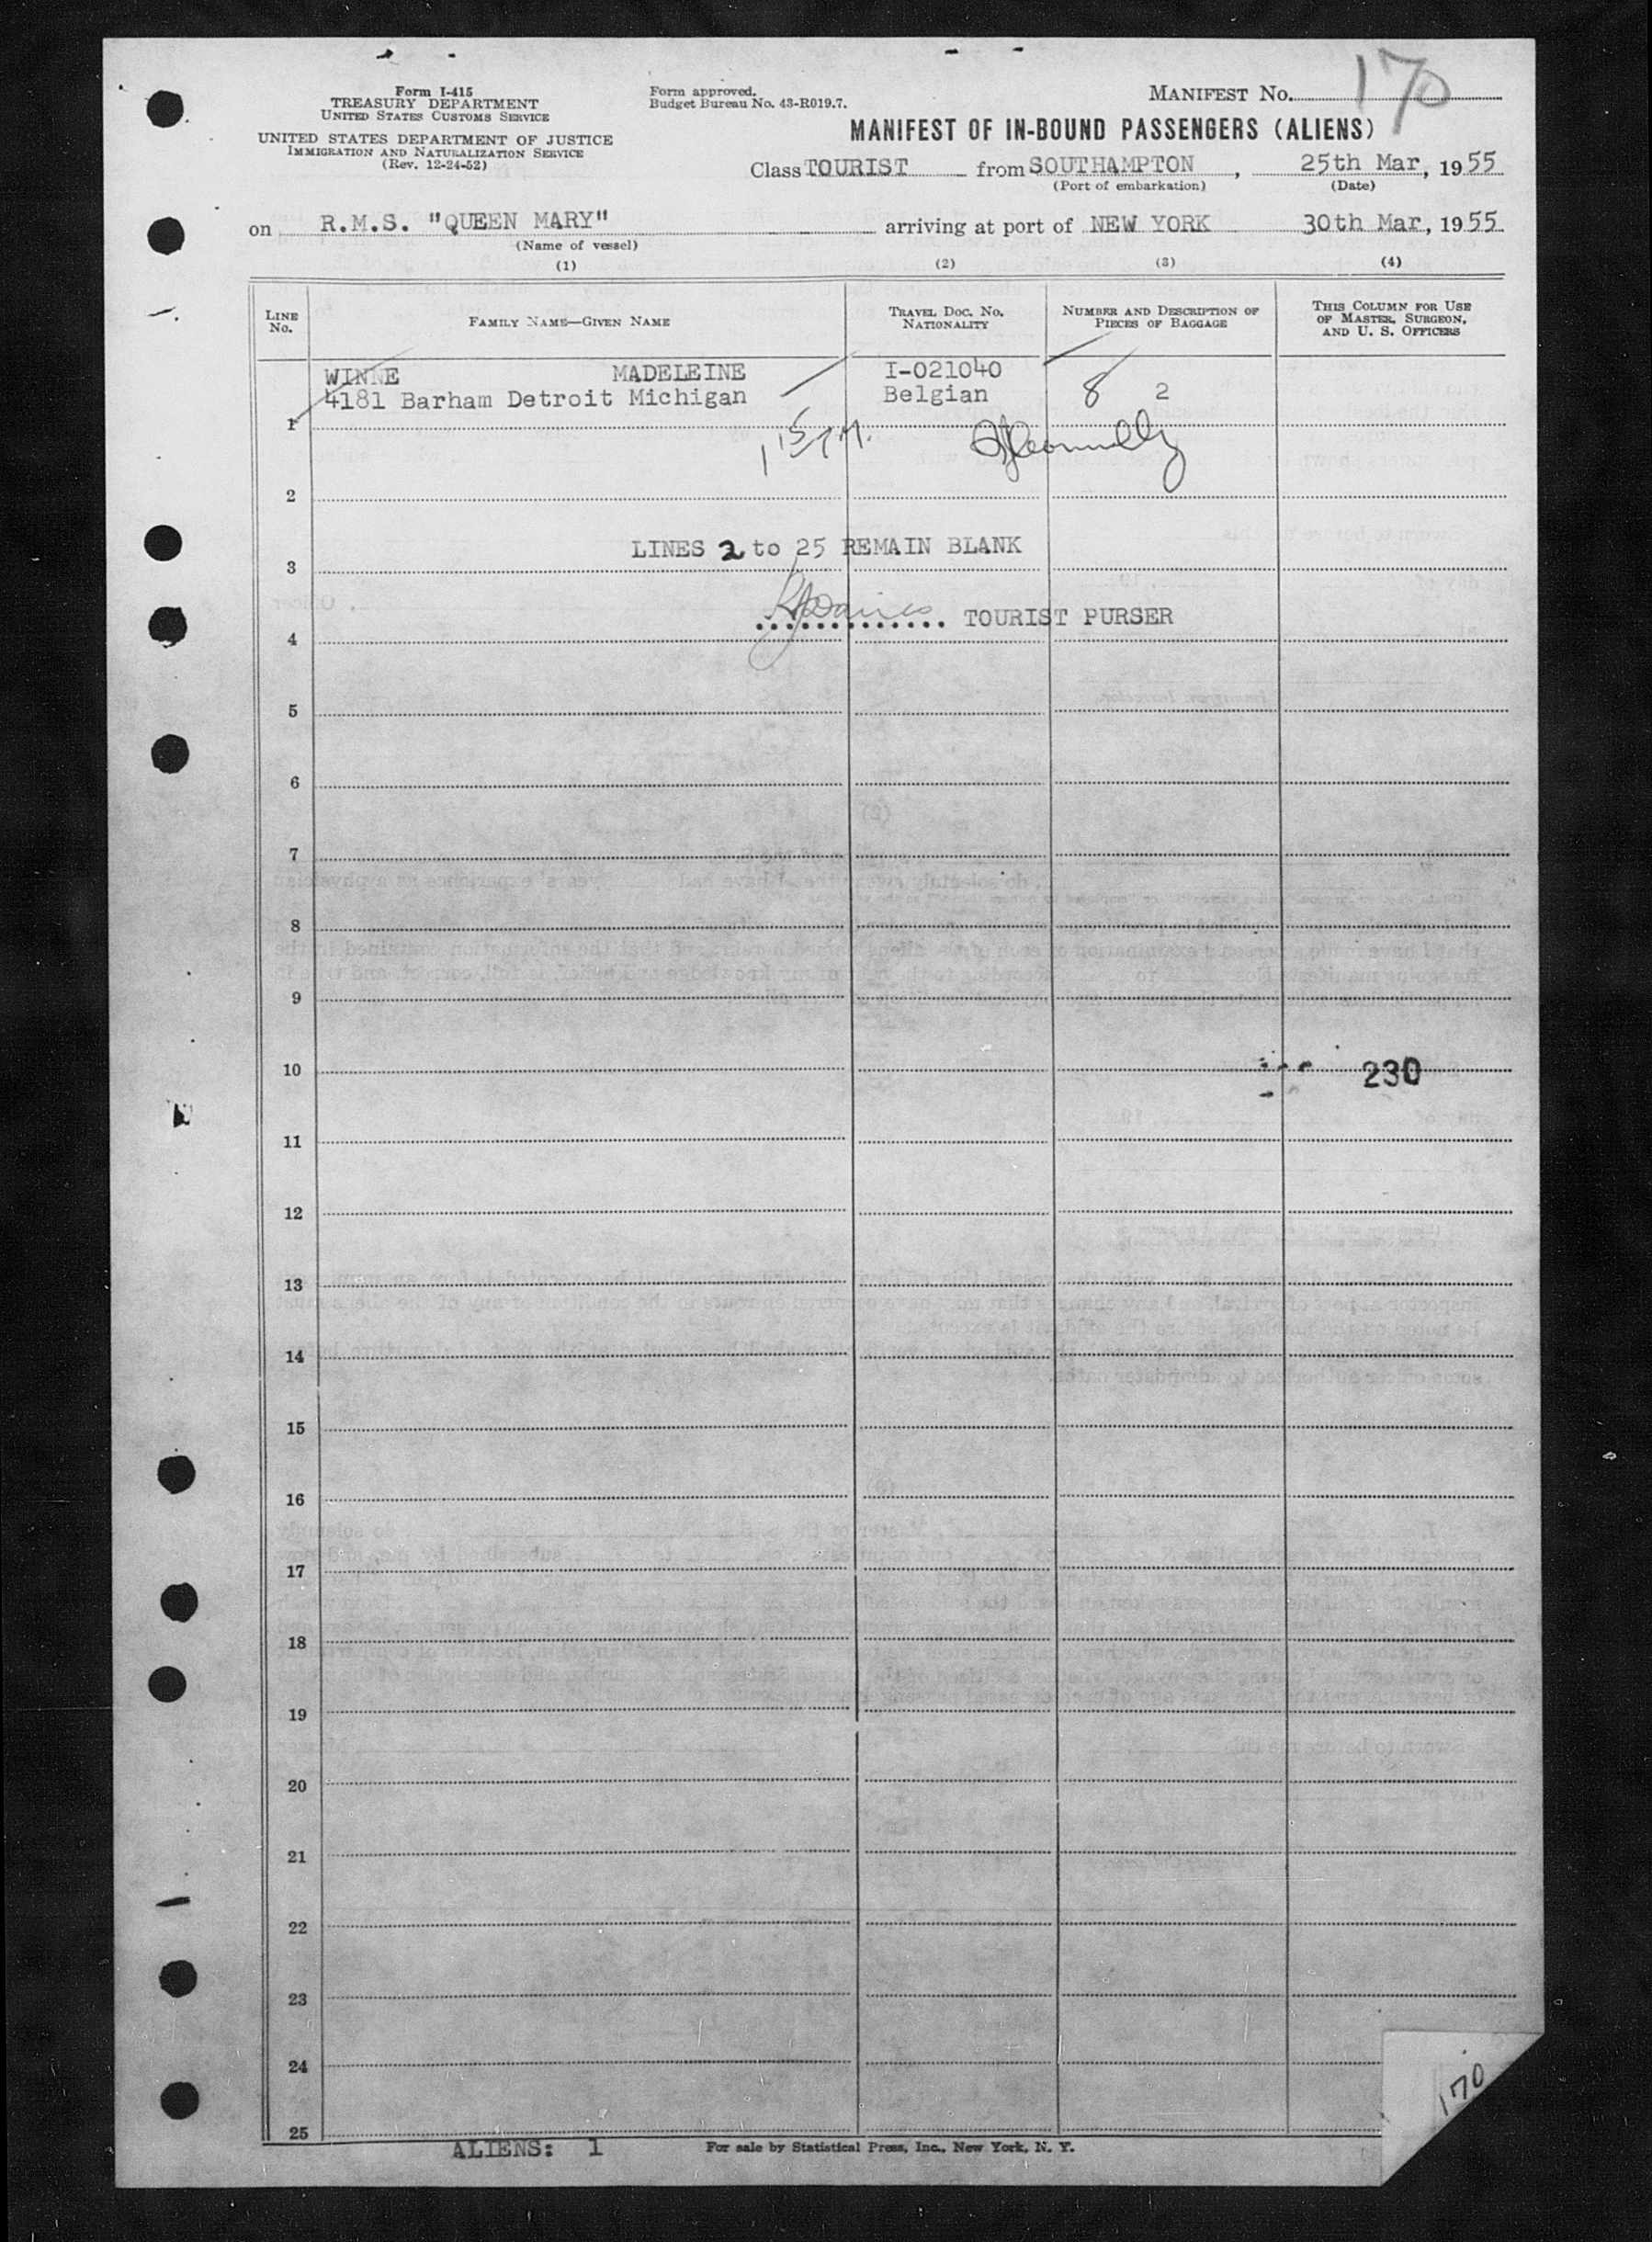 170
Form I-415
TREASURY DEPARTMENT
UNITED STATES CUSTOMS SERVICE
UNITED STATES DEPARTMENT OF JUSTICE
IMMIGRATION AND NATURALIZATION SERVICE
(Rev. 12-24-52)
Form approved.
Budget Bureau No. 43-R019.7.
MANIFEST No.
MANIFEST OF IN-BOUND PASSENGERS (ALIENS)
Class TOURIST from SOUTHAMPTON, 25th Mar, 1955
(Port of embarkation) (Date)
on R.M.S. "QUEEN MARY" arriving at port of NEW YORK 30th Mar, 1955
(Name of vessel)
(1) (2) (3) (4)
LINE No. FAMILY NAME—GIVEN NAME TRAVEL DOC. No. NATIONALITY NUMBER AND DESCRIPTION OF PIECES OF BAGGAGE THIS COLUMN FOR USE OF MASTER, SURGEON, AND U. S. OFFICERS
WINNE MADELEINE I-021040
4181 Barham Detroit Michigan Belgian 8 2
1
2
LINES 2 to 25 REMAIN BLANK
3
TOURIST PURSER
4
5
6
7
8
9
10 230
11
12
13
14
15
16
17
18
19
20
21
22
23
24
25
170
ALIENS: 1
For sale by Statistical Press, Inc., New York, N. Y.